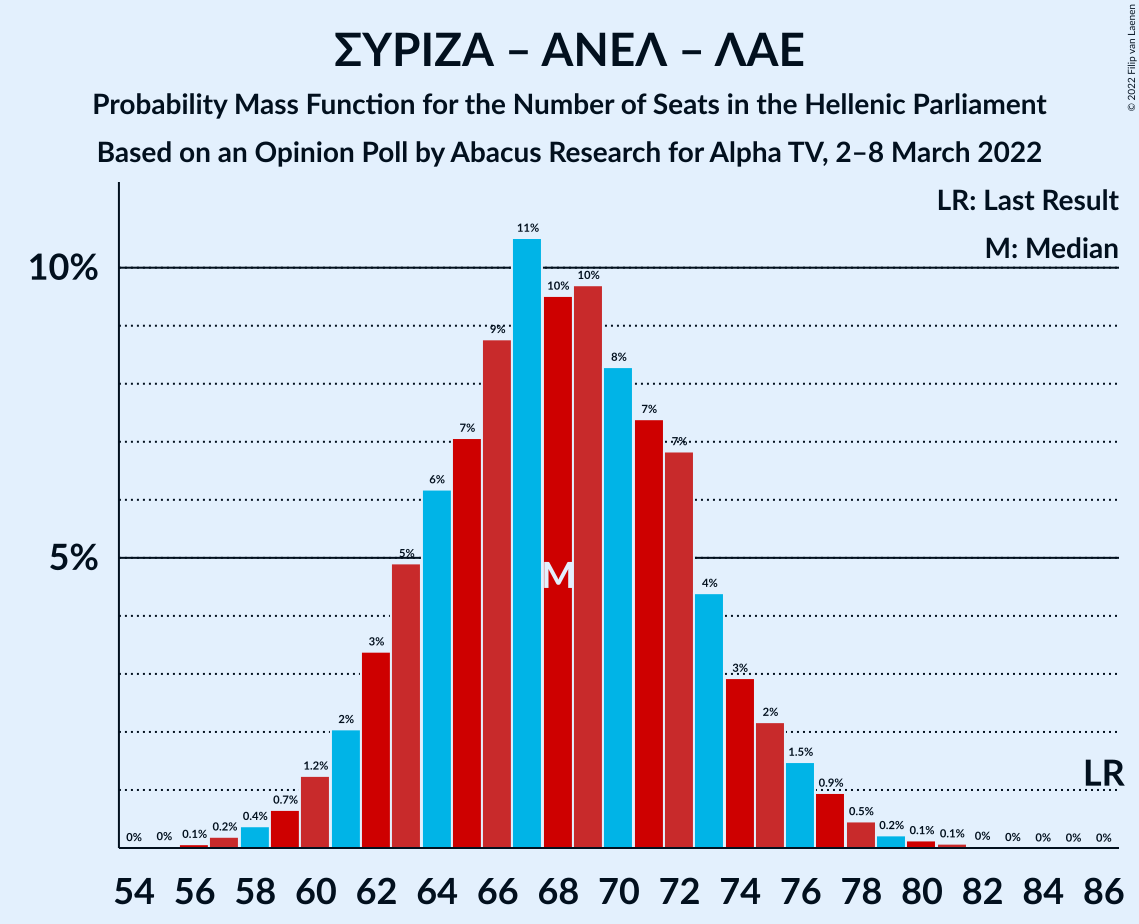 ΣΥΡΙΖΑ – ΑΝΕΛ – ΛΑΕ
Probability Mass Function for the Number of Seats in the Hellenic Parliament
Based on an Opinion Poll by Abacus Research for Alpha TV, 2–8 March 2022
© 2022 Filip van Laenen
LR: Last Result
M: Median
10%
5%
0% 0% 0.1% 0.2% 0.4% 0.7% 1.2% 2% 3% 5% 6% 7% 9% 11% 10% 10% 8% 7% 7% 4% 3% 2% 1.5% 0.9% 0.5% 0.2% 0.1% 0.1% 0% 0% 0% 0% 0%
M
LR
54 56 58 60 62 64 66 68 70 72 74 76 78 80 82 84 86